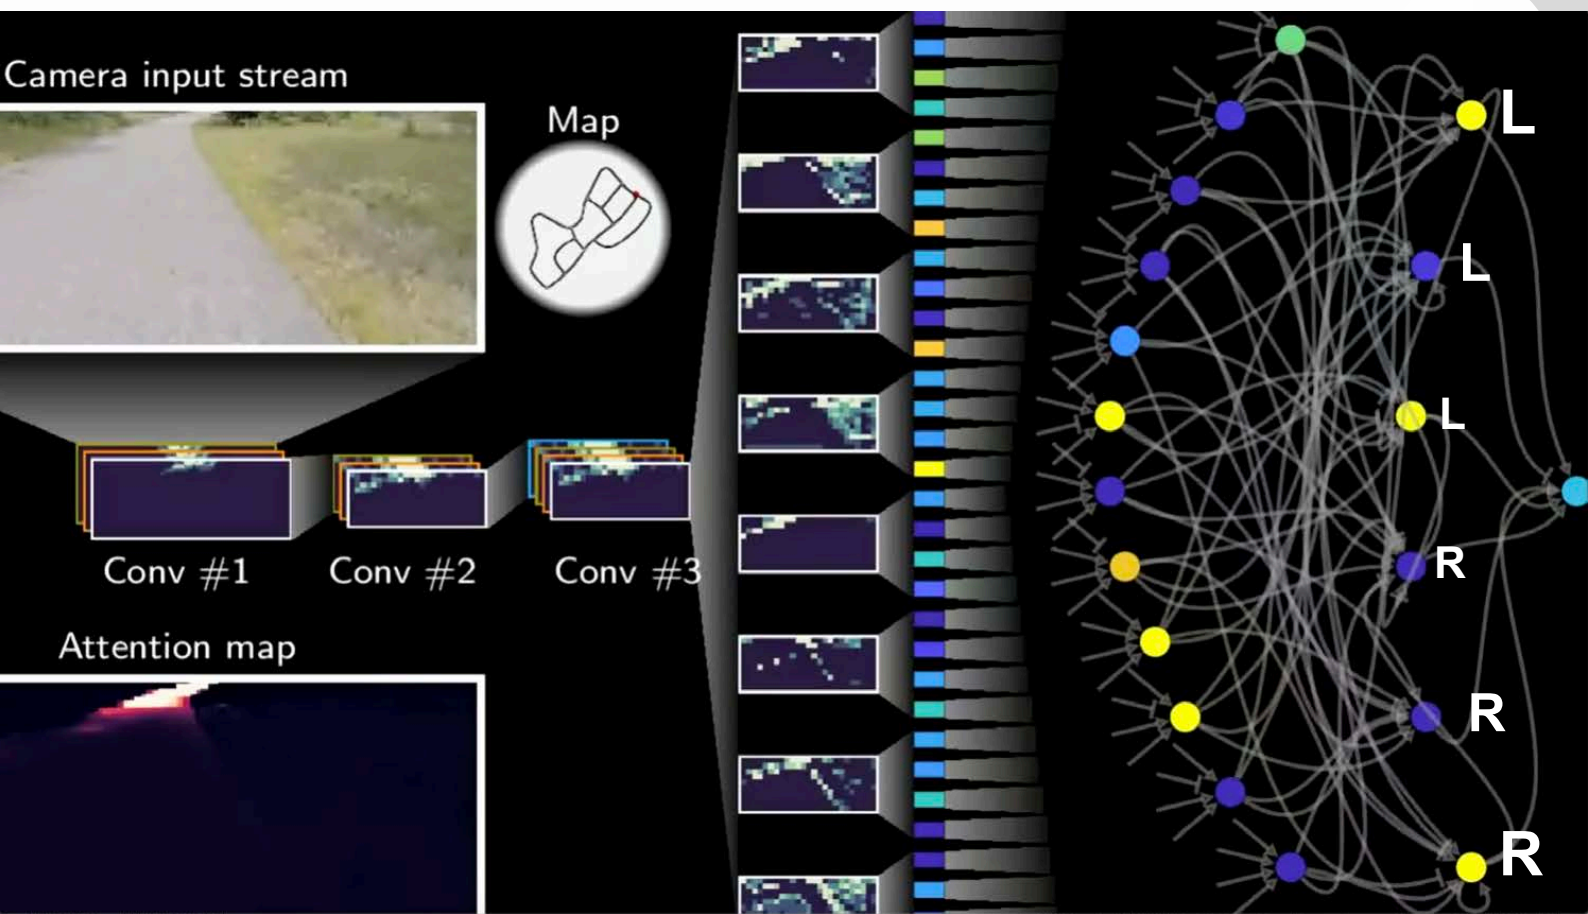 Camera input stream
Map
Conv #1
Conv #2
Conv #3
Attention map
L
L
L
R
R
R